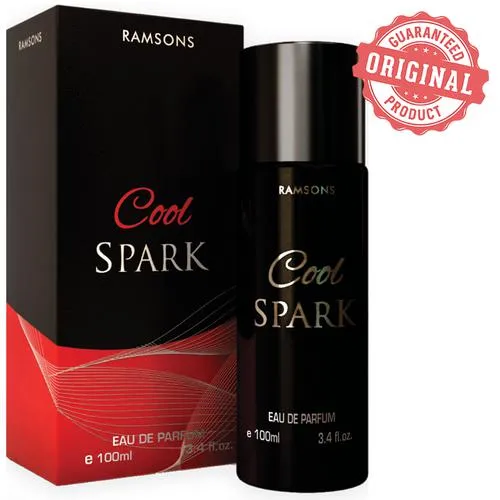 RAMSONS
Cool
SPARK
EAU DE PARFUM
e 100ml 3.4 fl.oz.
RAMSONS
Cool
SPARK
EAU DE PARFUM
e 100ml 3.4 fl.oz.
GUARANTEED
ORIGINAL
PRODUCT